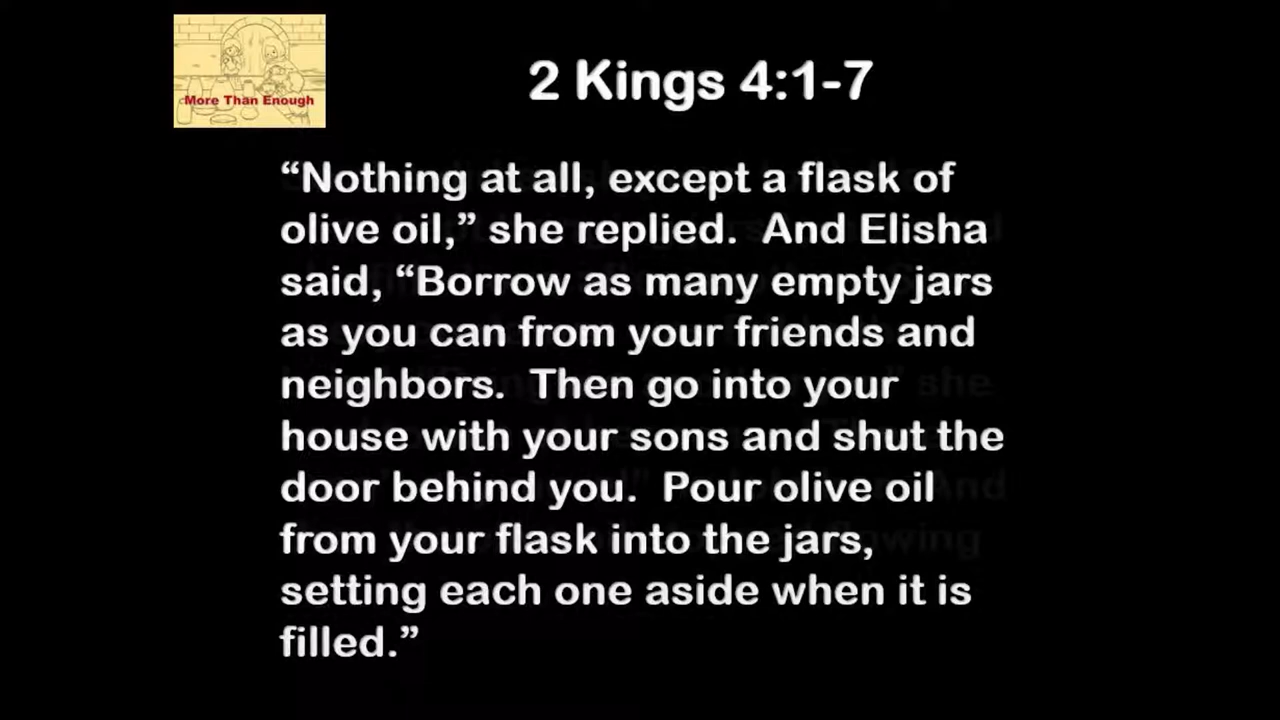 More Than Enough
2 Kings 4:1-7
“Nothing at all, except a flask of
olive oil,” she replied.  And Elisha
said, “Borrow as many empty jars
as you can from your friends and
neighbors.  Then go into your
house with your sons and shut the
door behind you.  Pour olive oil
from your flask into the jars,
setting each one aside when it is
filled.”